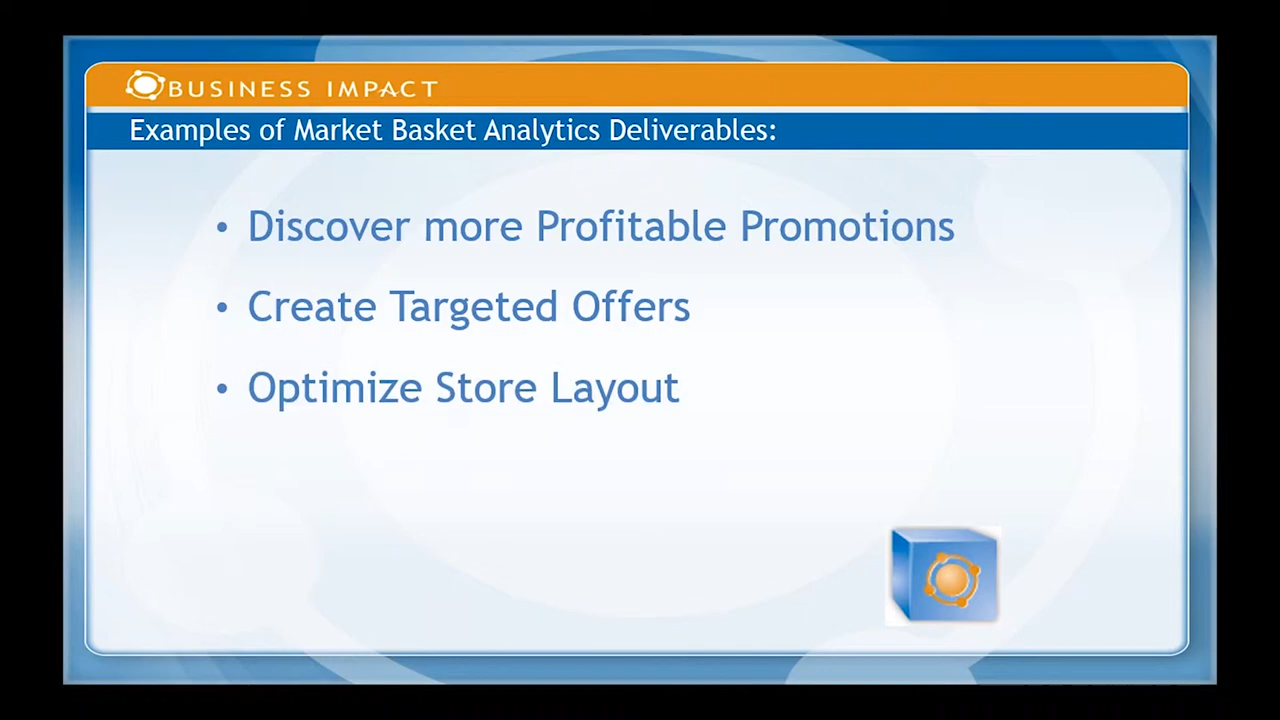 BUSINESS IMPACT
Examples of Market Basket Analytics Deliverables:
• Discover more Profitable Promotions
• Create Targeted Offers
• Optimize Store Layout